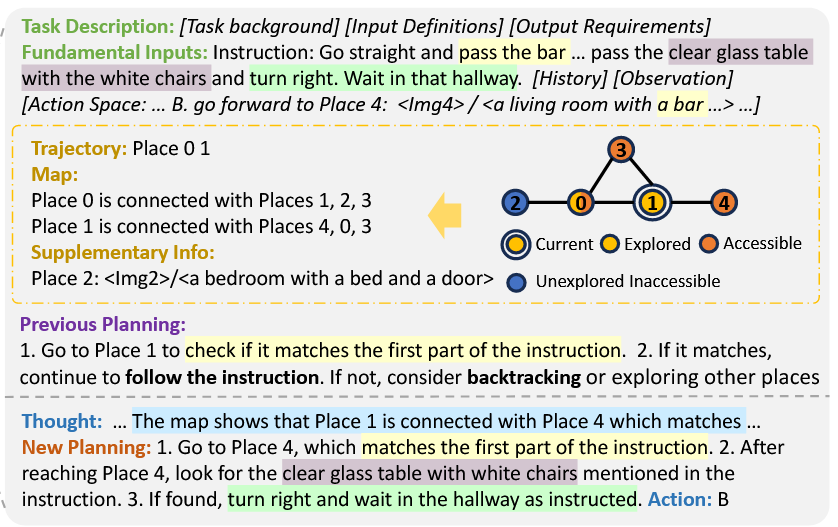 Task Description: [Task background] [Input Definitions] [Output Requirements]
Fundamental Inputs: Instruction: Go straight and pass the bar ... pass the clear glass table
with the white chairs and turn right. Wait in that hallway. [History] [Observation]
[Action Space: ... B. go forward to Place 4: <Img4> / <a living room with a bar ...> ...]
Trajectory: Place 0 1
Map:
Place 0 is connected with Places 1, 2, 3
Place 1 is connected with Places 4, 0, 3
Supplementary Info:
Place 2: <Img2>/<a bedroom with a bed and a door>
3
2 0 1 4
Current Explored Accessible
Unexplored Inaccessible
Previous Planning:
1. Go to Place 1 to check if it matches the first part of the instruction. 2. If it matches,
continue to follow the instruction. If not, consider backtracking or exploring other places
Thought: ... The map shows that Place 1 is connected with Place 4 which matches ...
New Planning: 1. Go to Place 4, which matches the first part of the instruction. 2. After
reaching Place 4, look for the clear glass table with white chairs mentioned in the
instruction. 3. If found, turn right and wait in the hallway as instructed. Action: B